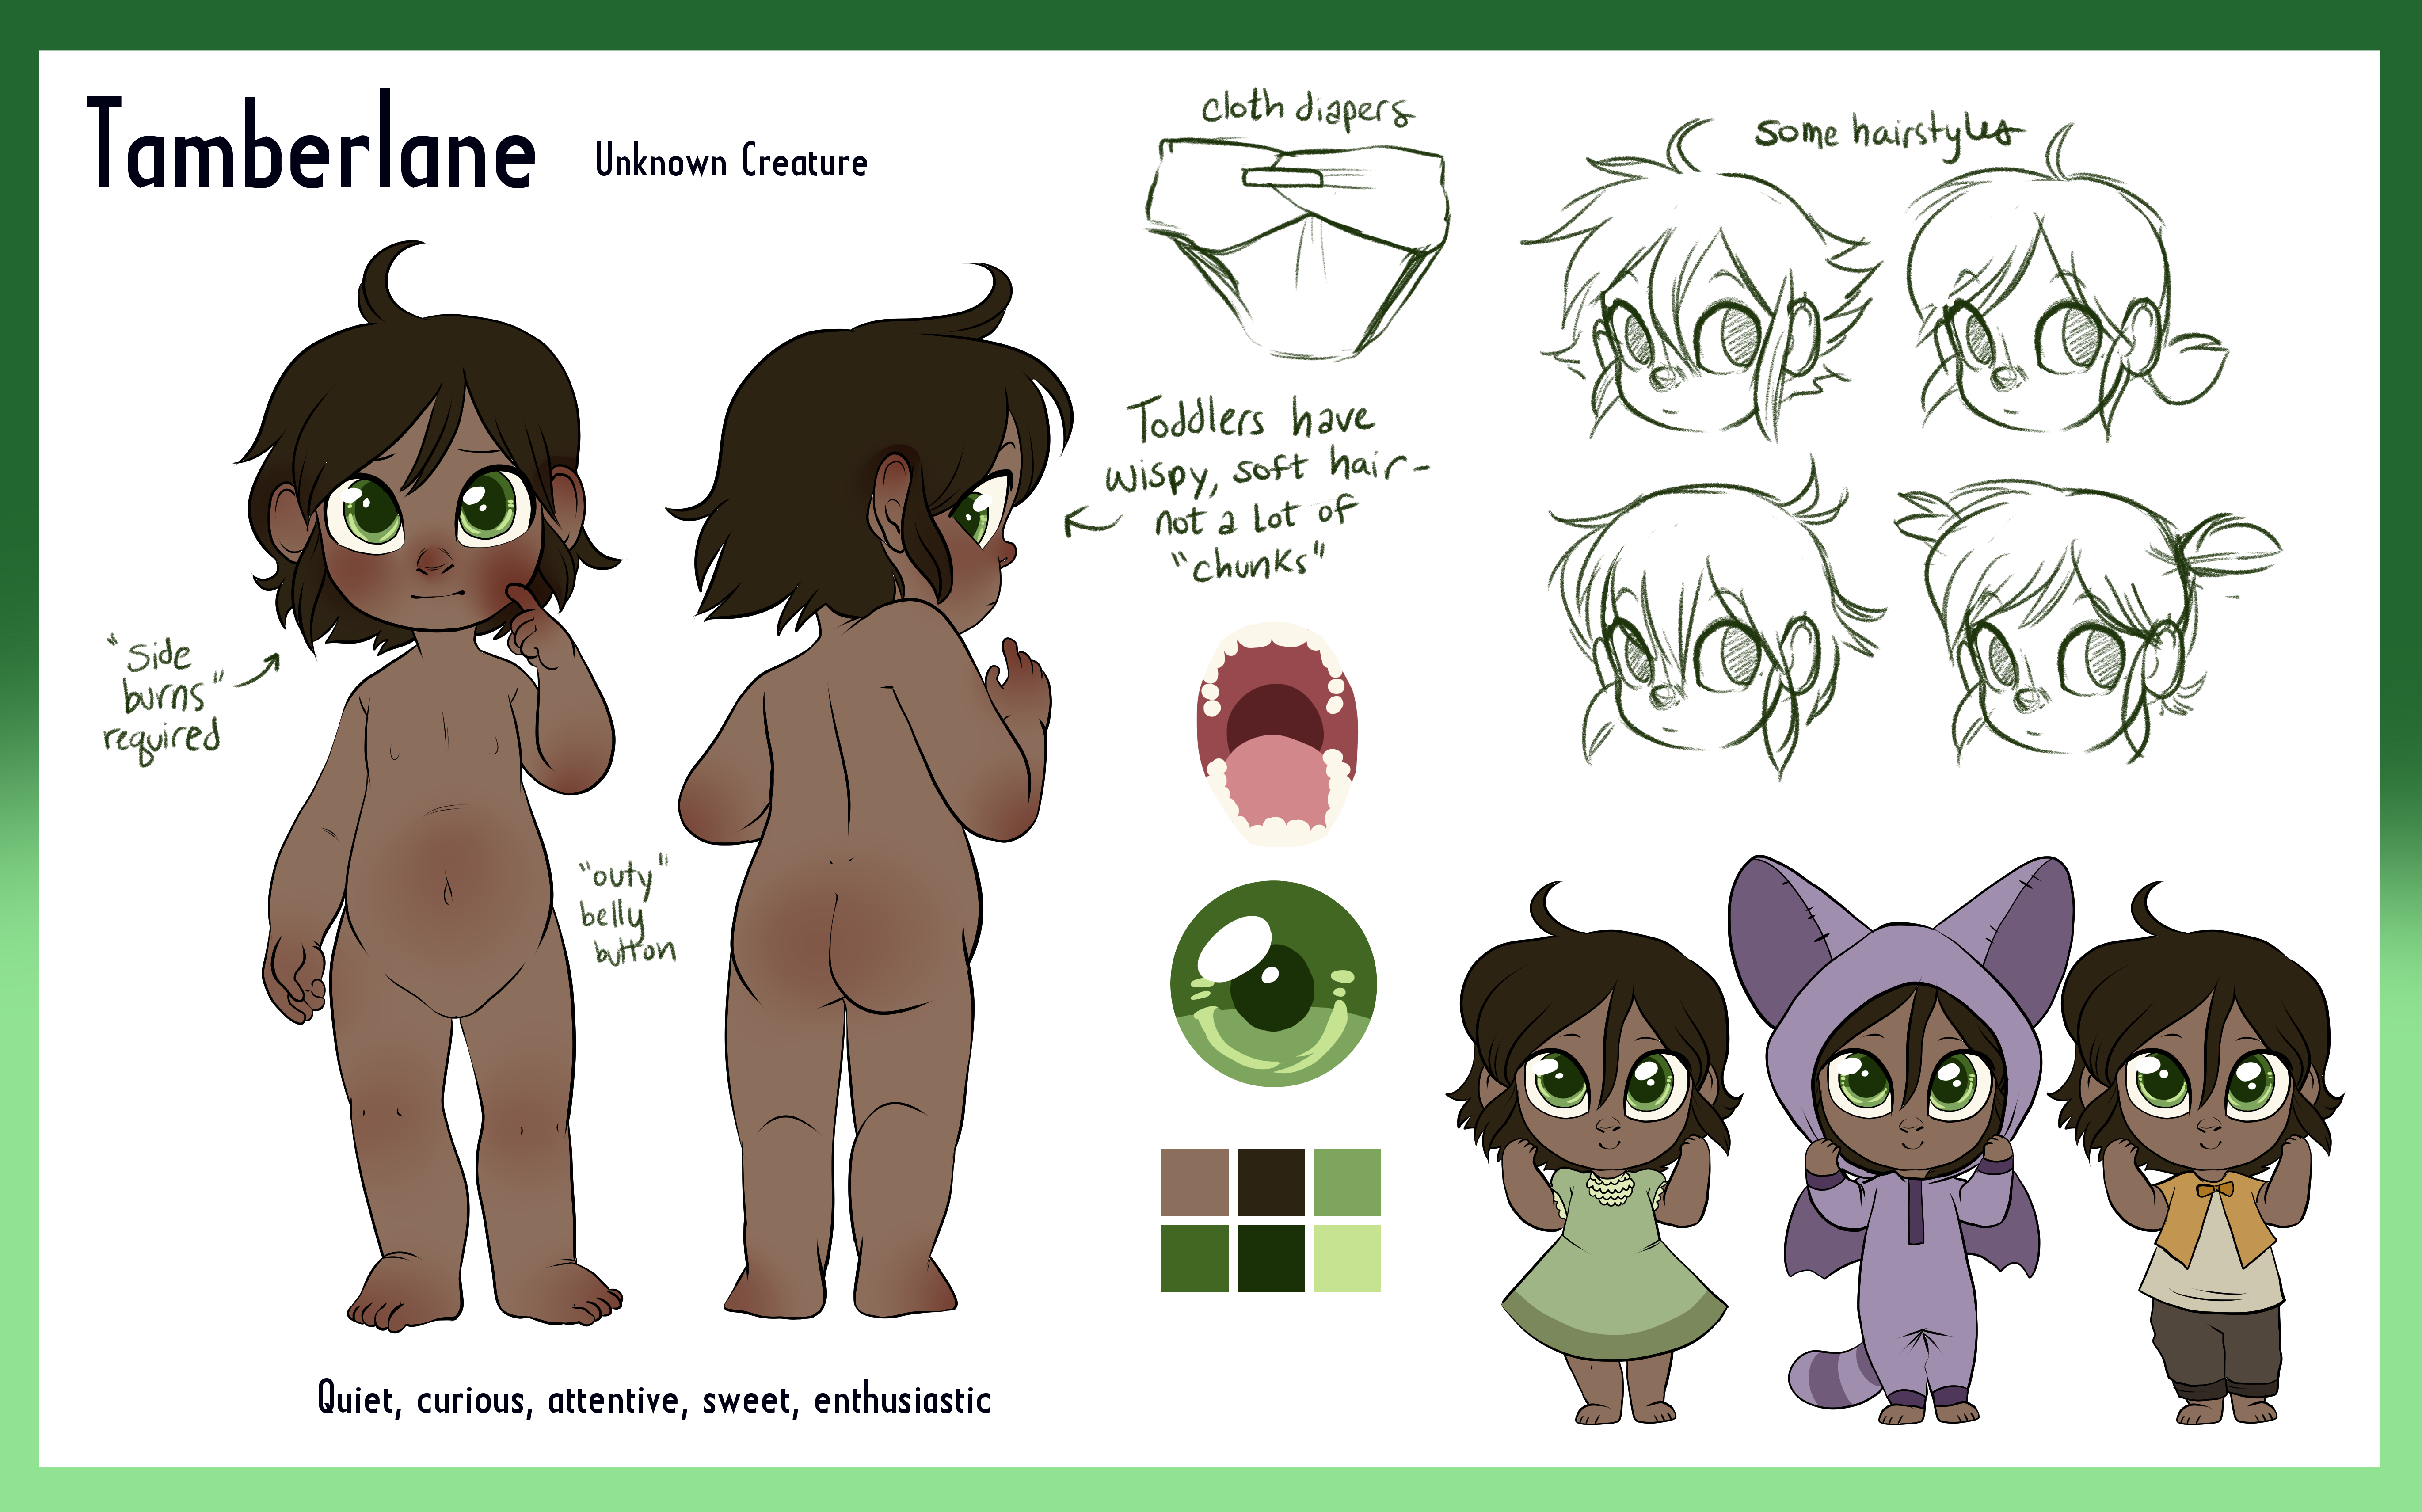 Tamberlane
Unknown Creature
cloth diapers
some hairstyles
Toddlers have
wispy, soft hair-
not a lot of
"chunks"
"side
burns"
required
"outy"
belly
button
Quiet, curious, attentive, sweet, enthusiastic